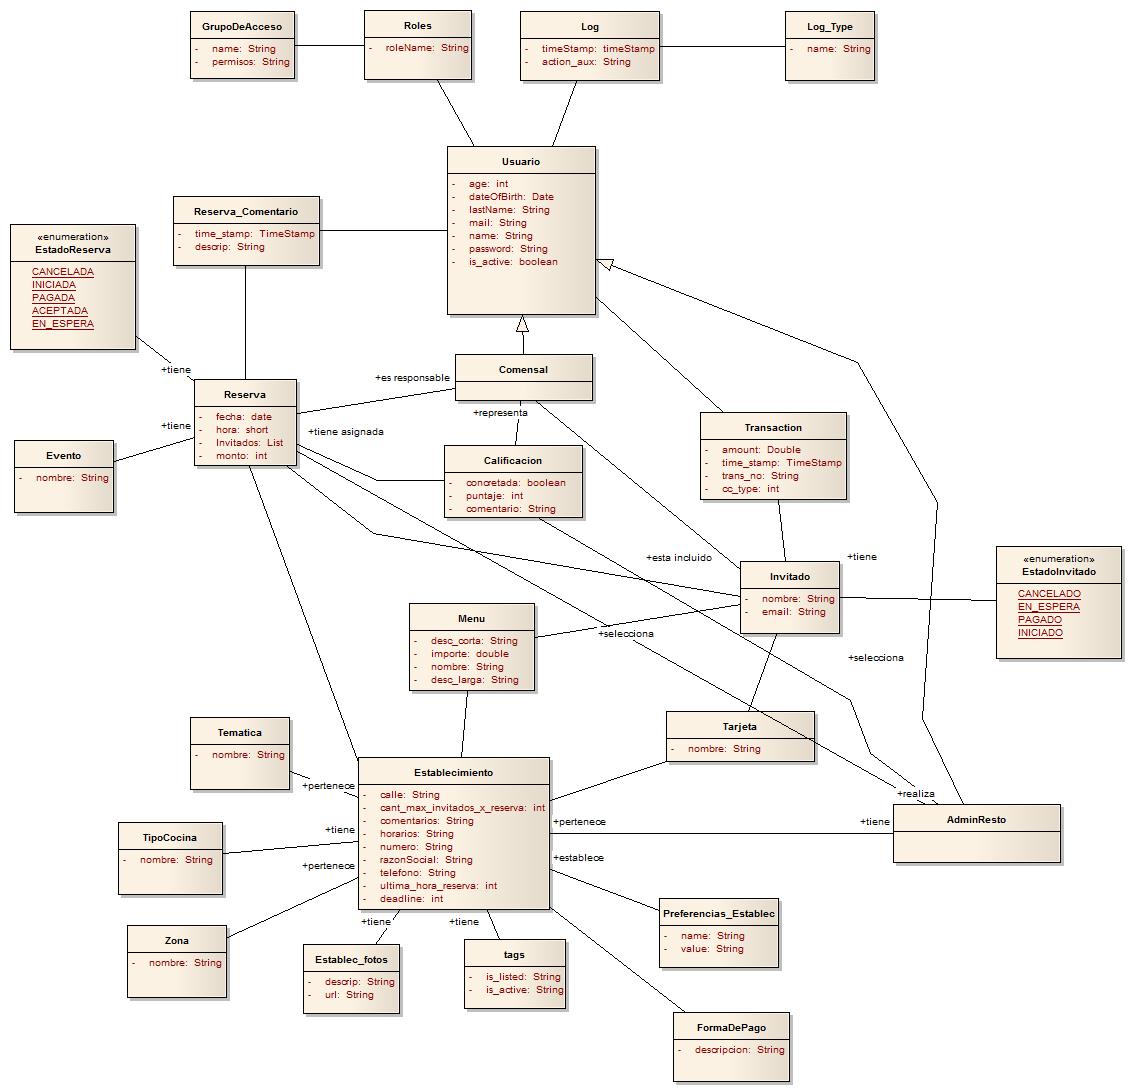 GrupoDeAcceso
- name: String
- permisos: String
Roles
- roleName: String
Log
- timeStamp: timeStamp
- action_aux: String
Log_Type
- name: String
Usuario
- age: int
- dateOfBirth: Date
- lastName: String
- mail: String
- name: String
- password: String
- is_active: boolean
Reserva_Comentario
- time_stamp: TimeStamp
- descrip: String
«enumeration»
EstadoReserva
CANCELADA
INICIADA
PAGADA
ACEPTADA
EN_ESPERA
+tiene
Comensal
+es responsable
+representa
Reserva
- fecha: date
- hora: short
- Invitados: List
- monto: int
+tiene
+tiene asignada
Evento
- nombre: String
Calificacion
- concretada: boolean
- puntaje: int
- comentario: String
Transaction
- amount: Double
- time_stamp: TimeStamp
- trans_no: String
- cc_type: int
+esta incluido
+tiene
Invitado
- nombre: String
- email: String
«enumeration»
EstadoInvitado
CANCELADO
EN_ESPERA
PAGADO
INICIADO
Menu
- desc_corta: String
- importe: double
- nombre: String
- desc_larga: String
+selecciona
+selecciona
Tematica
- nombre: String
+pertenece
Tarjeta
- nombre: String
Establecimiento
- calle: String
- cant_max_invitados_x_reserva: int
- comentarios: String
- horarios: String
- numero: String
- razonSocial: String
- telefono: String
- ultima_hora_reserva: int
- deadline: int
+realiza
+pertenece
+tiene
AdminResto
TipoCocina
- nombre: String
+tiene
+pertenece
+establece
Zona
- nombre: String
+tiene
+tiene
Preferencias_Establec
- name: String
- value: String
Establec_fotos
- descrip: String
- url: String
tags
- is_listed: String
- is_active: String
FormaDePago
- descripcion: String